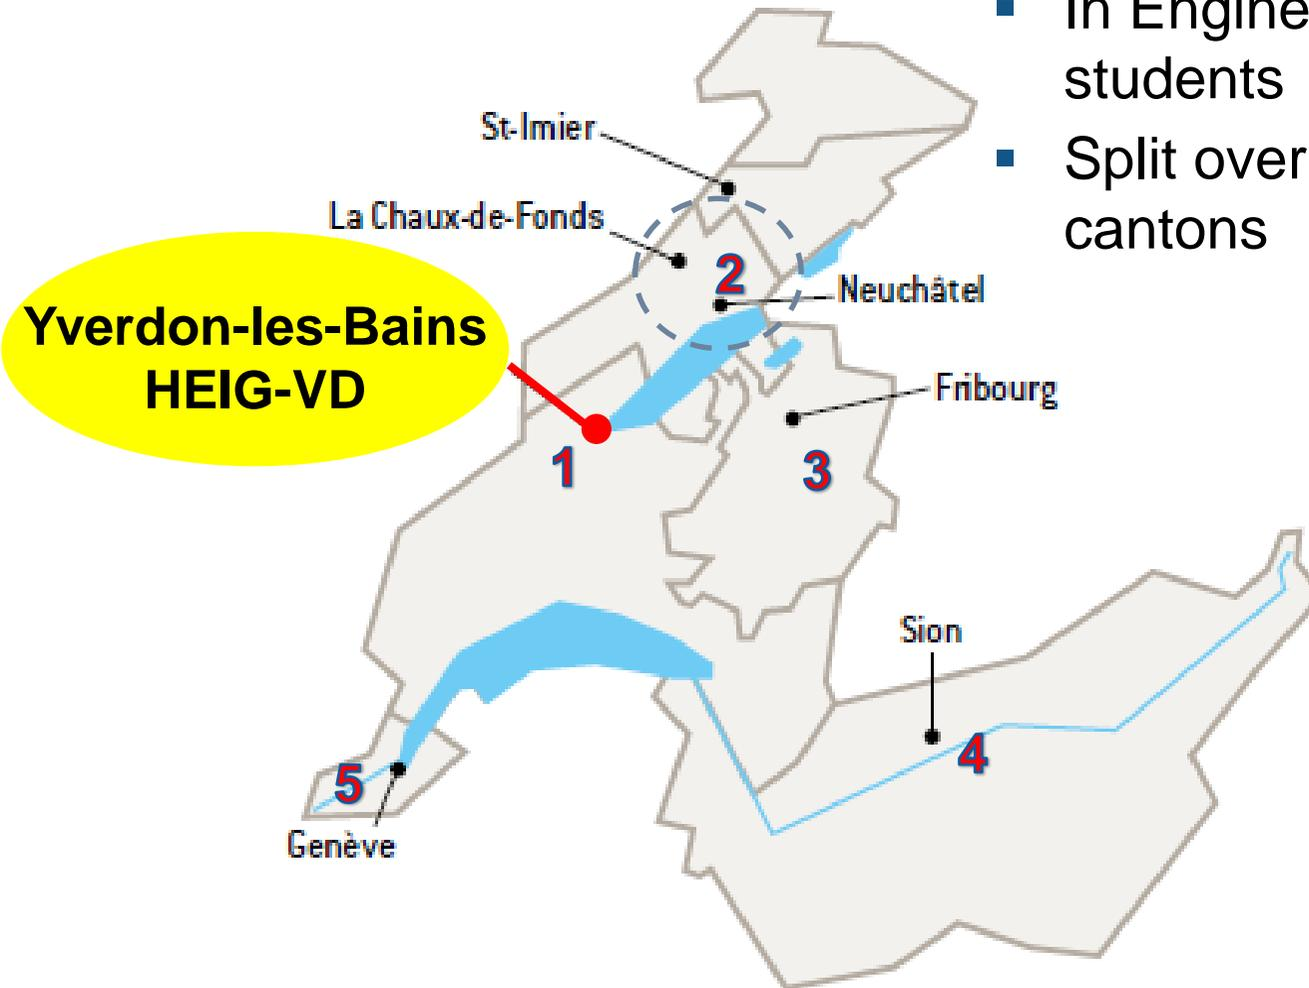 In Engine
students
Split over
cantons
St-Imier
La Chaux-de-Fonds
2
Neuchâtel
Yverdon-les-Bains
HEIG-VD
Fribourg
1
3
Sion
4
5
Genève